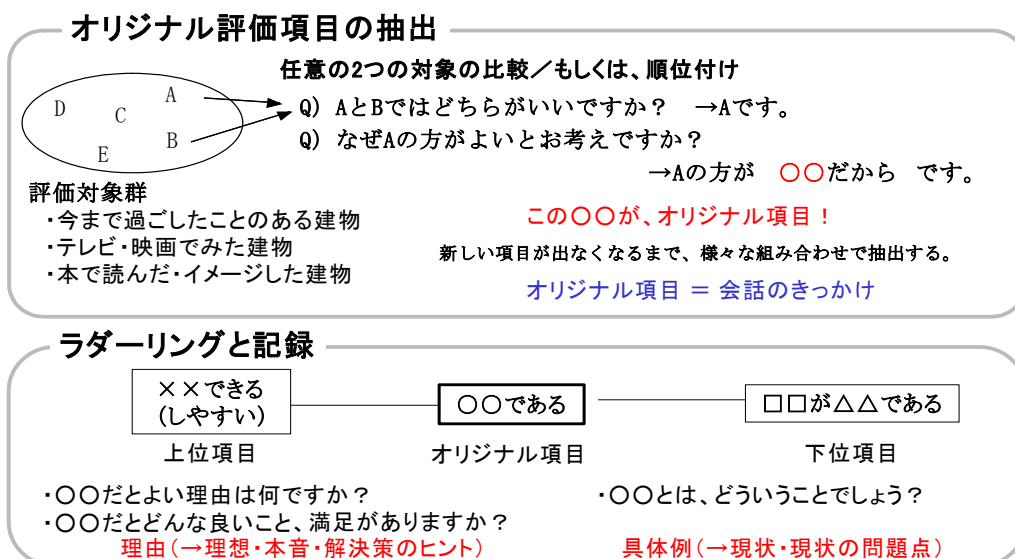 オリジナル評価項目の抽出
任意の2つの対象の比較／もしくは、順位付け
D
C
A
B
E
Q) AとBではどちらがいいですか？ →Aです。
Q) なぜAの方がよいとお考えですか？
→Aの方が 〇〇だから です。
評価対象群
・今まで過ごしたことのある建物
・テレビ・映画でみた建物
・本で読んだ・イメージした建物
この〇〇が、オリジナル項目！
新しい項目が出なくなるまで、様々な組み合わせで抽出する。
オリジナル項目 ＝ 会話のきっかけ
ラダーリングと記録
××できる
(しやすい)
〇〇である
□□が△△である
上位項目
オリジナル項目
下位項目
・〇〇だとよい理由は何ですか？
・〇〇だとどんな良いこと、満足がありますか？
理由(→理想・本音・解決策のヒント)
・〇〇とは、どういうことでしょう？
具体例(→現状・現状の問題点)